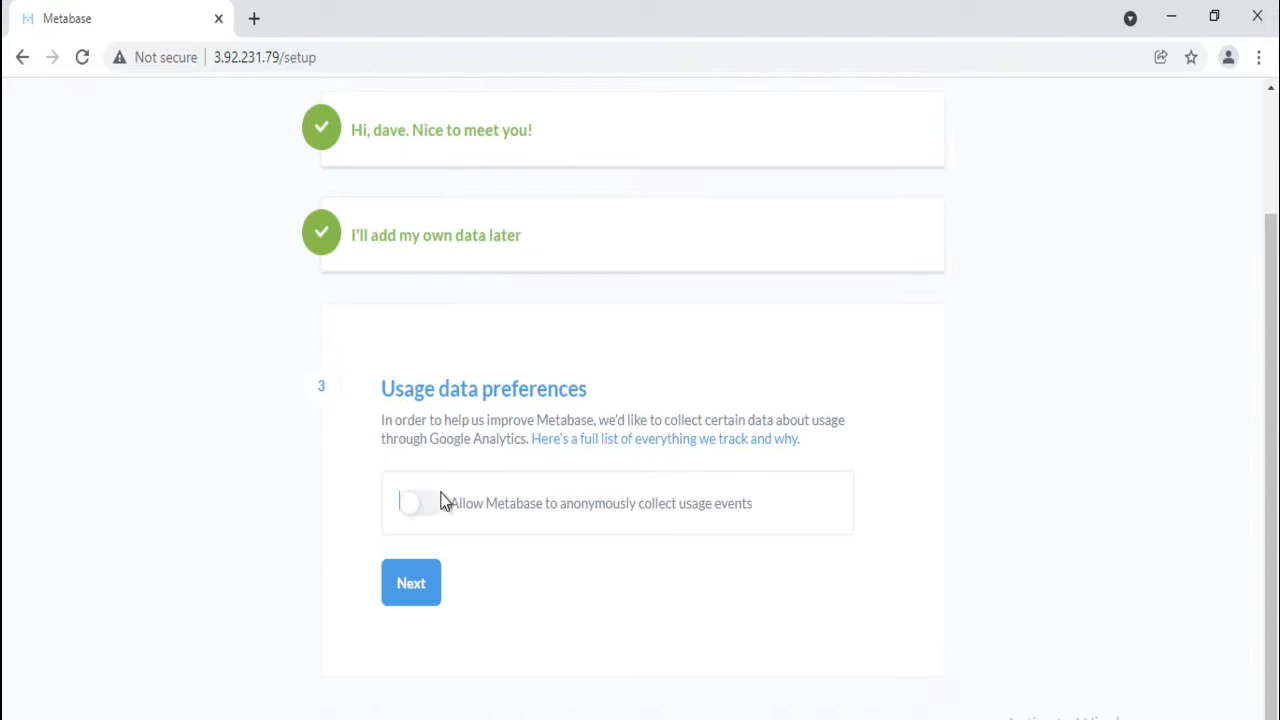 Metabase
Not secure
3.92.231.79/setup
Hi, dave. Nice to meet you!
I'll add my own data later
3
Usage data preferences
In order to help us improve Metabase, we'd like to collect certain data about usage
through Google Analytics. Here's a full list of everything we track and why.
Allow Metabase to anonymously collect usage events
Next